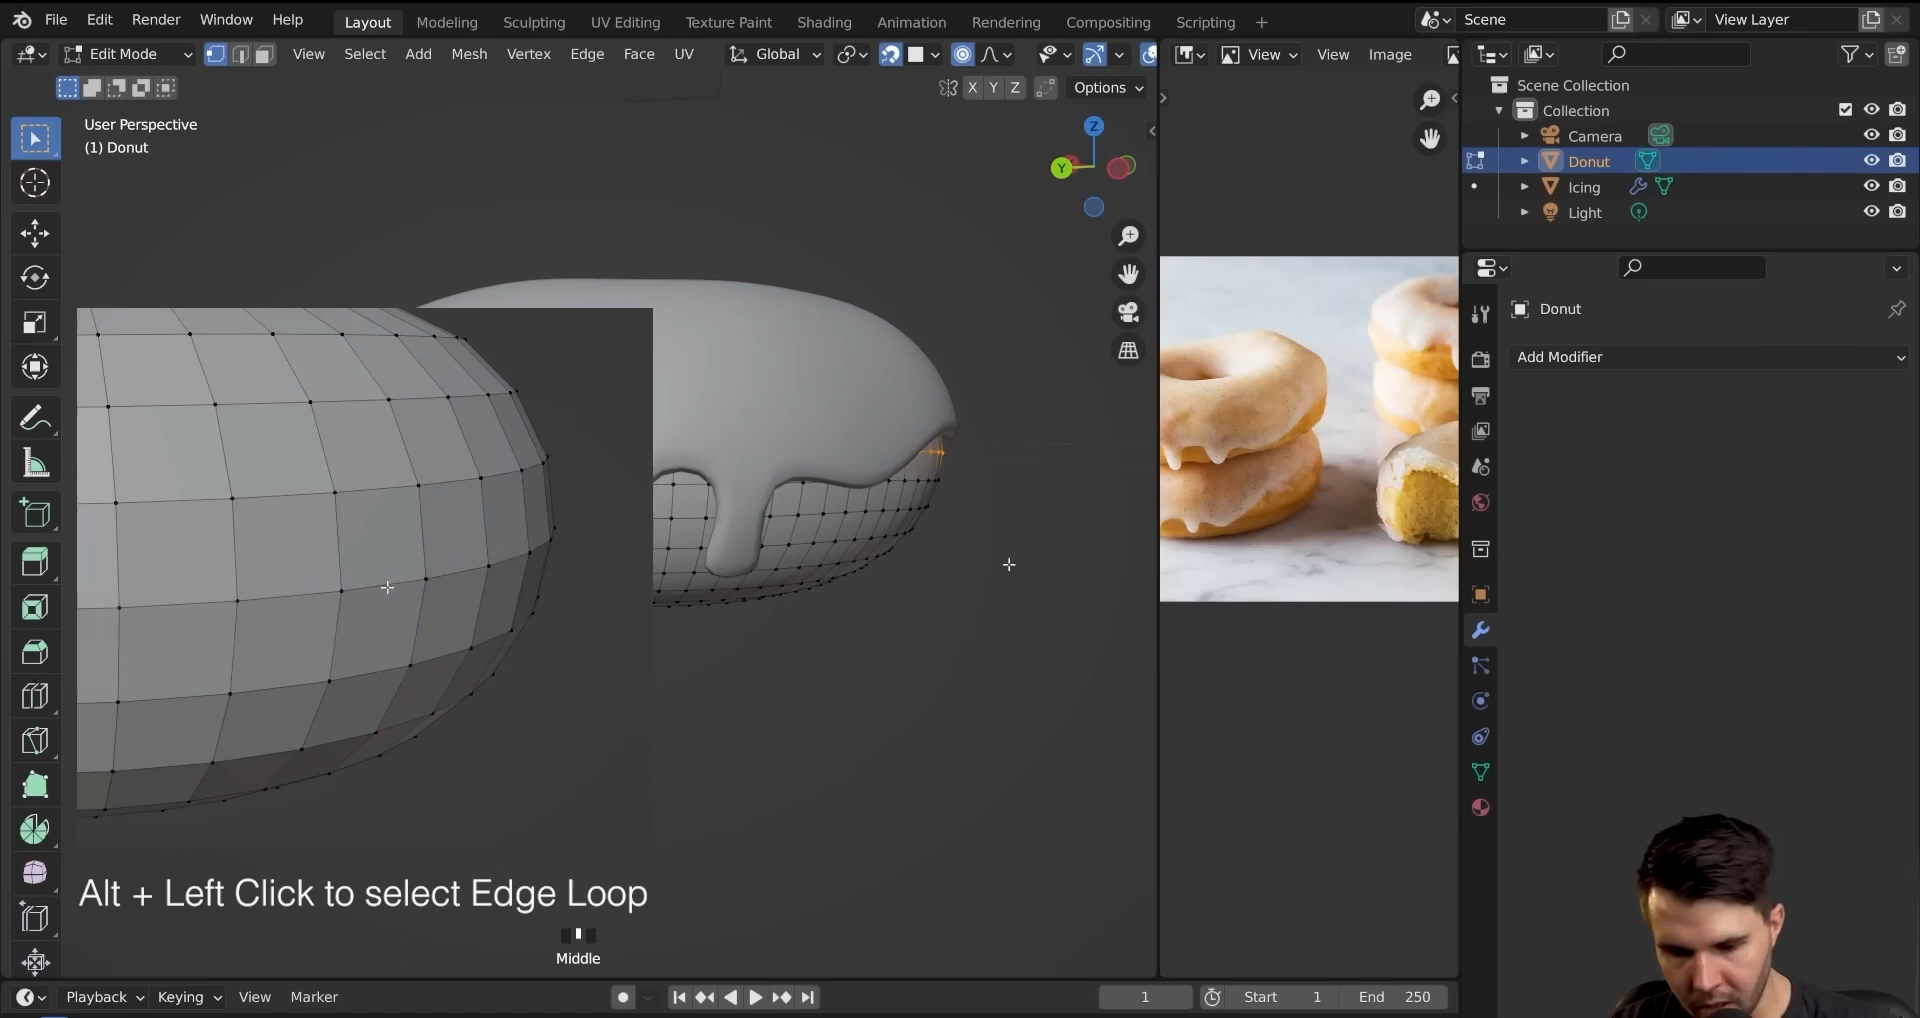 File Edit Render Window Help Layout Modeling Sculpting UV Editing Texture Paint Shading Animation Rendering Compositing Scripting + Scene View Layer
Edit Mode View Select Add Mesh Vertex Edge Face UV Global View View Image
X Y Z Options
User Perspective
(1) Donut
Z
Y
Scene Collection
Collection
Camera
Donut
Icing
Light
Donut
Add Modifier
Alt + Left Click to select Edge Loop
Middle
Playback Keying View Marker 1 Start 1 End 250